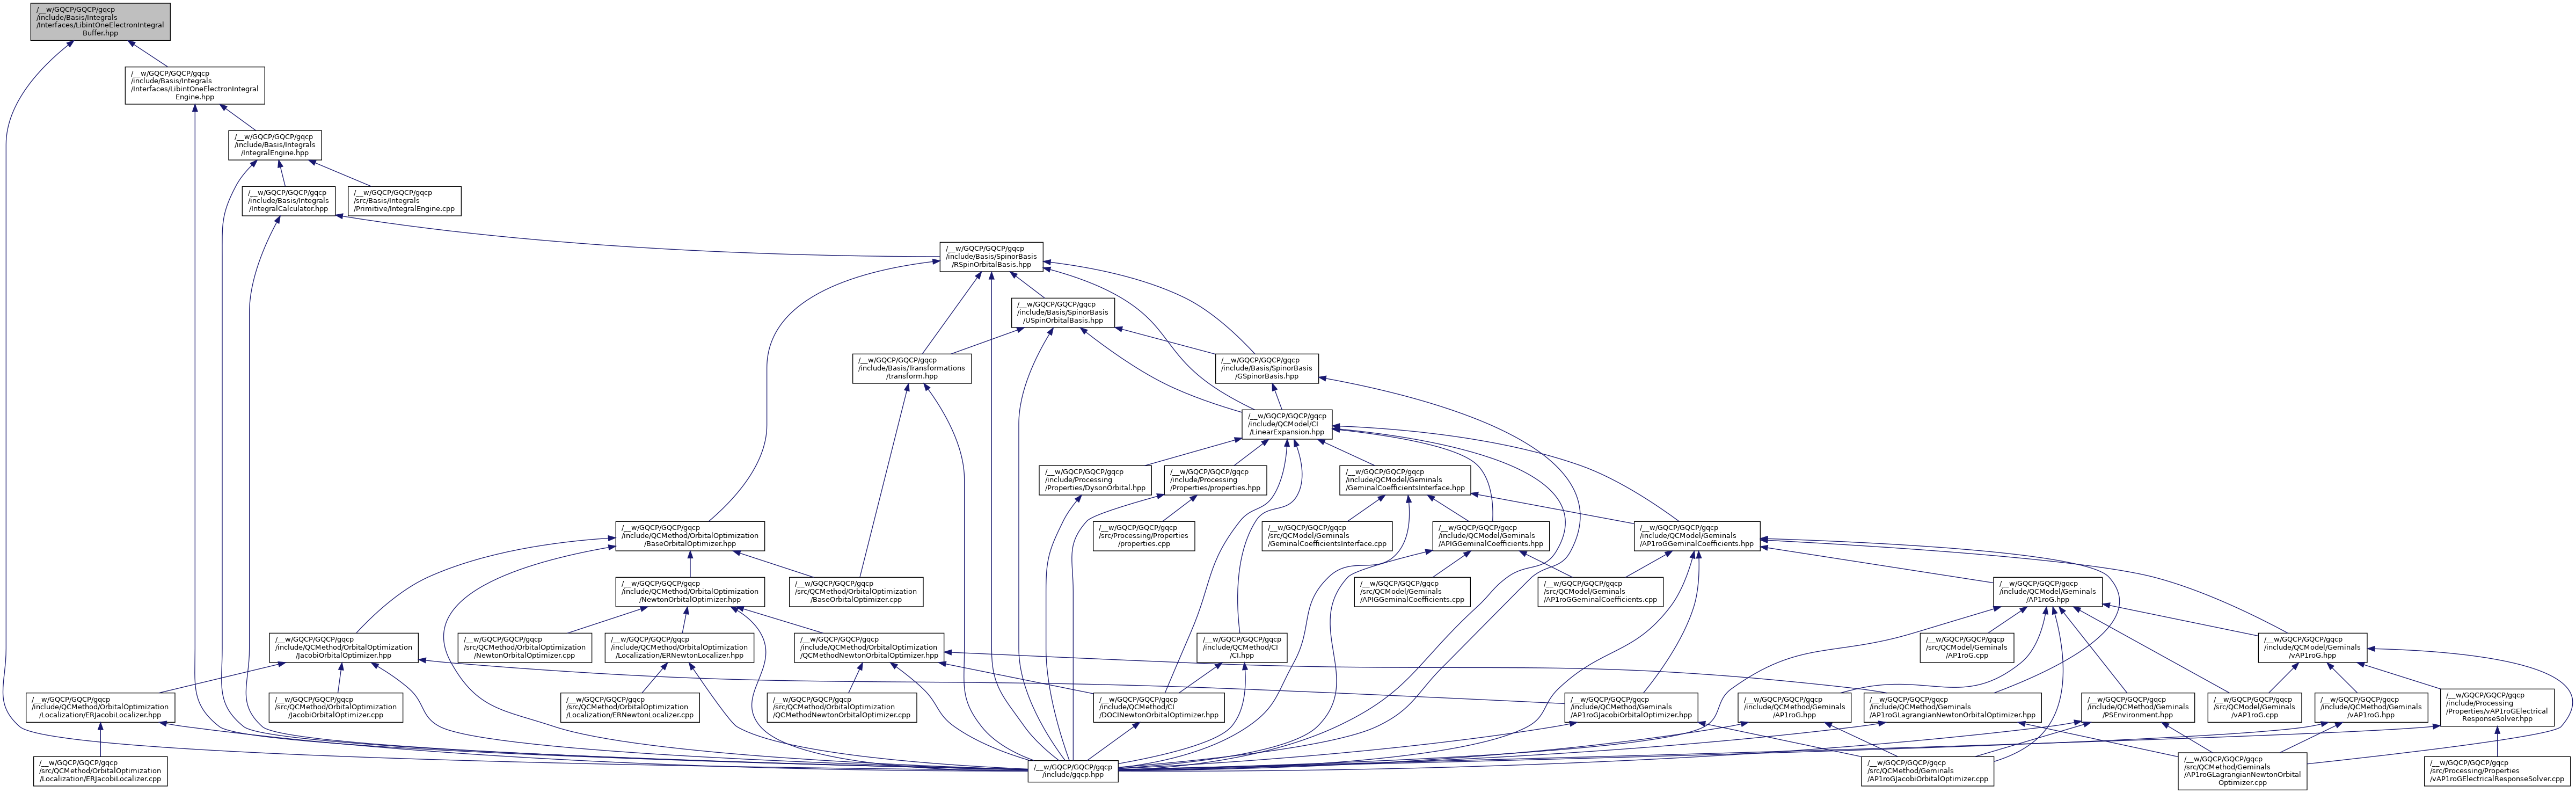 /__w/GQCP/GQCP/gqcp
/include/Basis/Integrals
/Interfaces/LibintOneElectronIntegral
Buffer.hpp
/__w/GQCP/GQCP/gqcp
/include/Basis/Integrals
/Interfaces/LibintOneElectronIntegral
Engine.hpp
/__w/GQCP/GQCP/gqcp
/include/Basis/Integrals
/IntegralEngine.hpp
/__w/GQCP/GQCP/gqcp
/include/Basis/Integrals
/IntegralCalculator.hpp
/__w/GQCP/GQCP/gqcp
/src/Basis/Integrals
/Primitive/IntegralEngine.cpp
/__w/GQCP/GQCP/gqcp
/include/Basis/SpinorBasis
/RSpinOrbitalBasis.hpp
/__w/GQCP/GQCP/gqcp
/include/Basis/SpinorBasis
/USpinOrbitalBasis.hpp
/__w/GQCP/GQCP/gqcp
/include/Basis/Transformations
/transform.hpp
/__w/GQCP/GQCP/gqcp
/include/Basis/SpinorBasis
/GSpinorBasis.hpp
/__w/GQCP/GQCP/gqcp
/include/QCModel/CI
/LinearExpansion.hpp
/__w/GQCP/GQCP/gqcp
/include/Processing
/Properties/DysonOrbital.hpp
/__w/GQCP/GQCP/gqcp
/include/Processing
/Properties/properties.hpp
/__w/GQCP/GQCP/gqcp
/include/QCModel/Geminals
/GeminalCoefficientsInterface.hpp
/__w/GQCP/GQCP/gqcp
/include/QCMethod/OrbitalOptimization
/BaseOrbitalOptimizer.hpp
/__w/GQCP/GQCP/gqcp
/src/Processing/Properties
/properties.cpp
/__w/GQCP/GQCP/gqcp
/src/QCModel/Geminals
/GeminalCoefficientsInterface.cpp
/__w/GQCP/GQCP/gqcp
/include/QCModel/Geminals
/APIGGeminalCoefficients.hpp
/__w/GQCP/GQCP/gqcp
/include/QCModel/Geminals
/AP1roGGeminalCoefficients.hpp
/__w/GQCP/GQCP/gqcp
/include/QCMethod/OrbitalOptimization
/NewtonOrbitalOptimizer.hpp
/__w/GQCP/GQCP/gqcp
/src/QCMethod/OrbitalOptimization
/BaseOrbitalOptimizer.cpp
/__w/GQCP/GQCP/gqcp
/src/QCModel/Geminals
/APIGGeminalCoefficients.cpp
/__w/GQCP/GQCP/gqcp
/src/QCModel/Geminals
/AP1roGGeminalCoefficients.cpp
/__w/GQCP/GQCP/gqcp
/include/QCModel/Geminals
/AP1roG.hpp
/__w/GQCP/GQCP/gqcp
/include/QCMethod/OrbitalOptimization
/JacobiOrbitalOptimizer.hpp
/__w/GQCP/GQCP/gqcp
/src/QCMethod/OrbitalOptimization
/NewtonOrbitalOptimizer.cpp
/__w/GQCP/GQCP/gqcp
/include/QCMethod/OrbitalOptimization
/Localization/ERNewtonLocalizer.hpp
/__w/GQCP/GQCP/gqcp
/include/QCMethod/OrbitalOptimization
/QCMethodNewtonOrbitalOptimizer.hpp
/__w/GQCP/GQCP/gqcp
/include/QCMethod/CI
/CI.hpp
/__w/GQCP/GQCP/gqcp
/src/QCModel/Geminals
/AP1roG.cpp
/__w/GQCP/GQCP/gqcp
/include/QCModel/Geminals
/vAP1roG.hpp
/__w/GQCP/GQCP/gqcp
/include/QCMethod/OrbitalOptimization
/Localization/ERJacobiLocalizer.hpp
/__w/GQCP/GQCP/gqcp
/src/QCMethod/OrbitalOptimization
/JacobiOrbitalOptimizer.cpp
/__w/GQCP/GQCP/gqcp
/src/QCMethod/OrbitalOptimization
/Localization/ERNewtonLocalizer.cpp
/__w/GQCP/GQCP/gqcp
/src/QCMethod/OrbitalOptimization
/QCMethodNewtonOrbitalOptimizer.cpp
/__w/GQCP/GQCP/gqcp
/include/QCMethod/CI
/DOCINewtonOrbitalOptimizer.hpp
/__w/GQCP/GQCP/gqcp
/include/QCMethod/Geminals
/AP1roGJacobiOrbitalOptimizer.hpp
/__w/GQCP/GQCP/gqcp
/include/QCMethod/Geminals
/AP1roG.hpp
/__w/GQCP/GQCP/gqcp
/include/QCMethod/Geminals
/AP1roGLagrangianNewtonOrbitalOptimizer.hpp
/__w/GQCP/GQCP/gqcp
/include/QCMethod/Geminals
/PSEnvironment.hpp
/__w/GQCP/GQCP/gqcp
/src/QCModel/Geminals
/vAP1roG.cpp
/__w/GQCP/GQCP/gqcp
/include/QCMethod/Geminals
/vAP1roG.hpp
/__w/GQCP/GQCP/gqcp
/include/Processing
/Properties/vAP1roGElectrical
ResponseSolver.hpp
/__w/GQCP/GQCP/gqcp
/src/QCMethod/OrbitalOptimization
/Localization/ERJacobiLocalizer.cpp
/__w/GQCP/GQCP/gqcp
/include/gqcp.hpp
/__w/GQCP/GQCP/gqcp
/src/QCMethod/Geminals
/AP1roGJacobiOrbitalOptimizer.cpp
/__w/GQCP/GQCP/gqcp
/src/QCMethod/Geminals
/AP1roGLagrangianNewtonOrbital
Optimizer.cpp
/__w/GQCP/GQCP/gqcp
/src/Processing/Properties
/vAP1roGElectricalResponseSolver.cpp